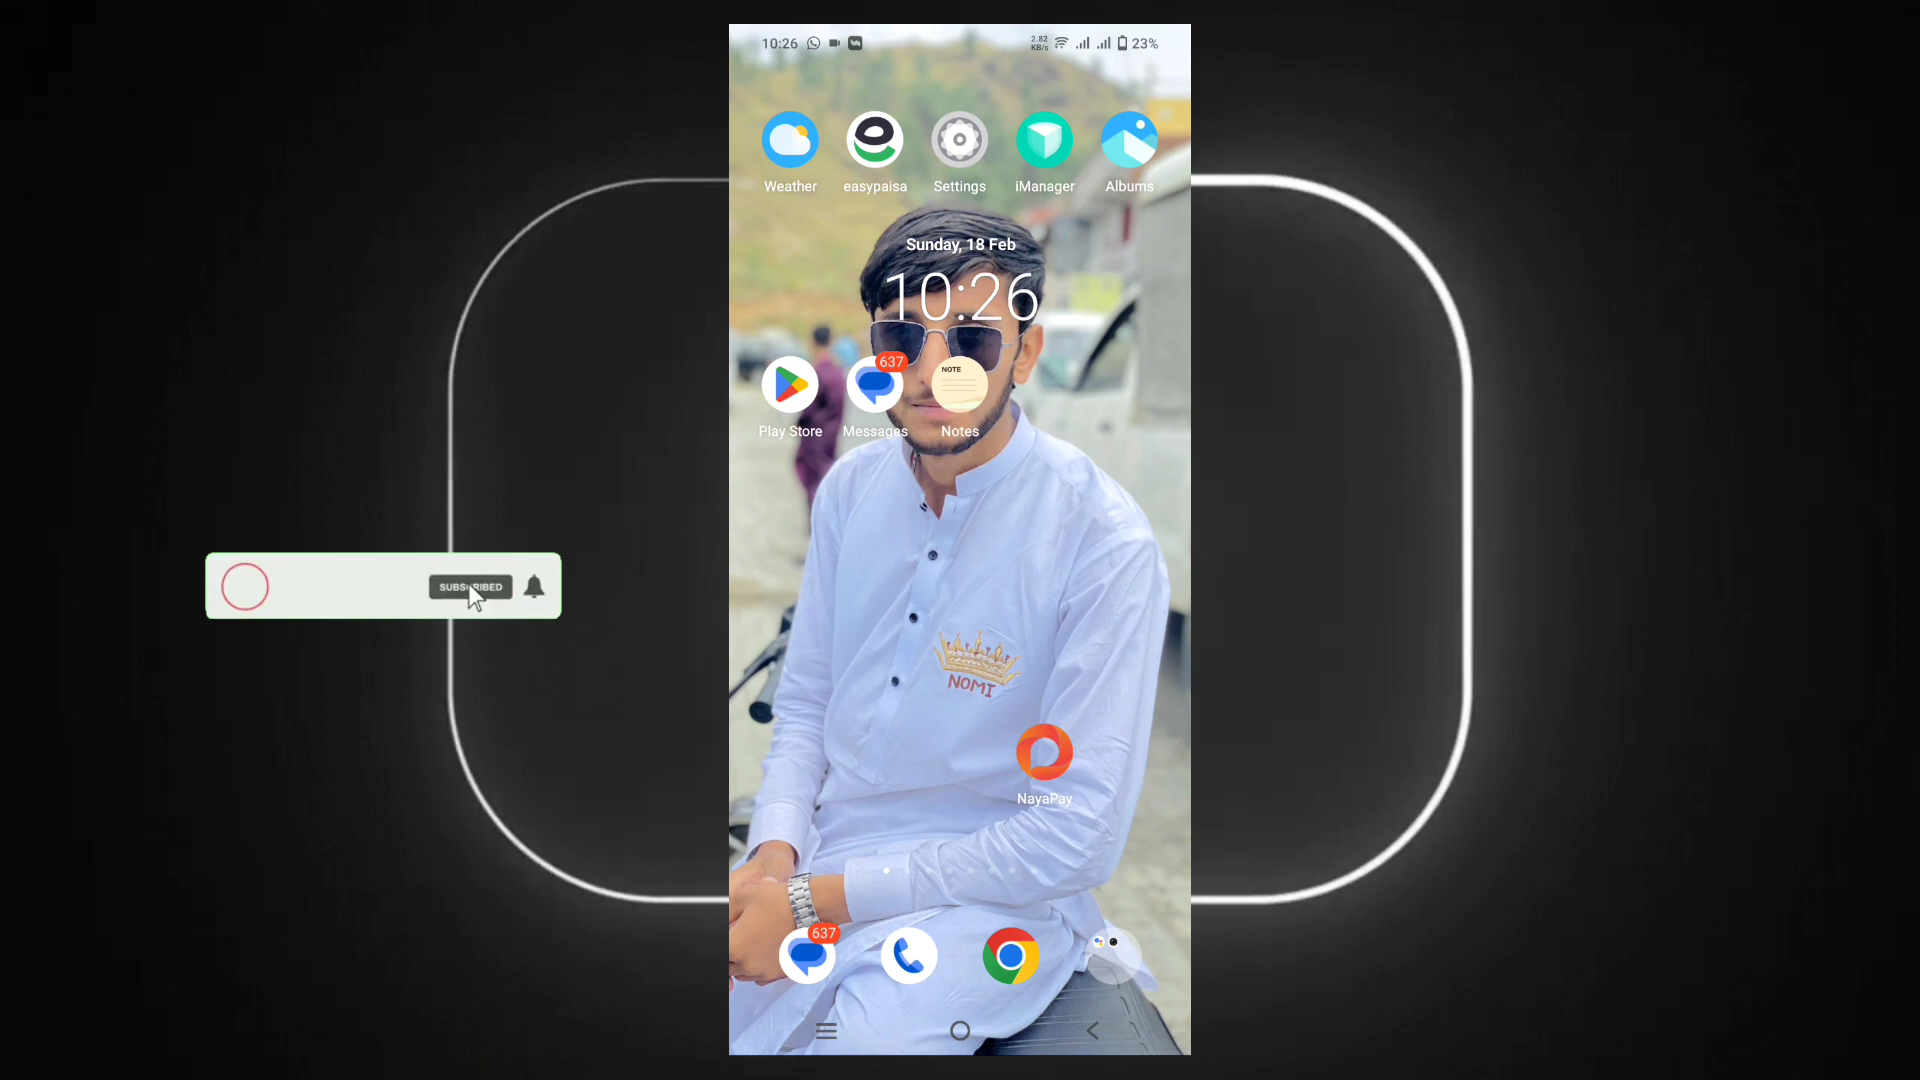 10:26
2.82
KB/s
23%
Weather
easypaisa
Settings
iManager
Albums
Sunday, 18 Feb
10:26
637
NOTE
Play Store
Messages
Notes
SUBSCRIBED
NOMI
NayaPay
637